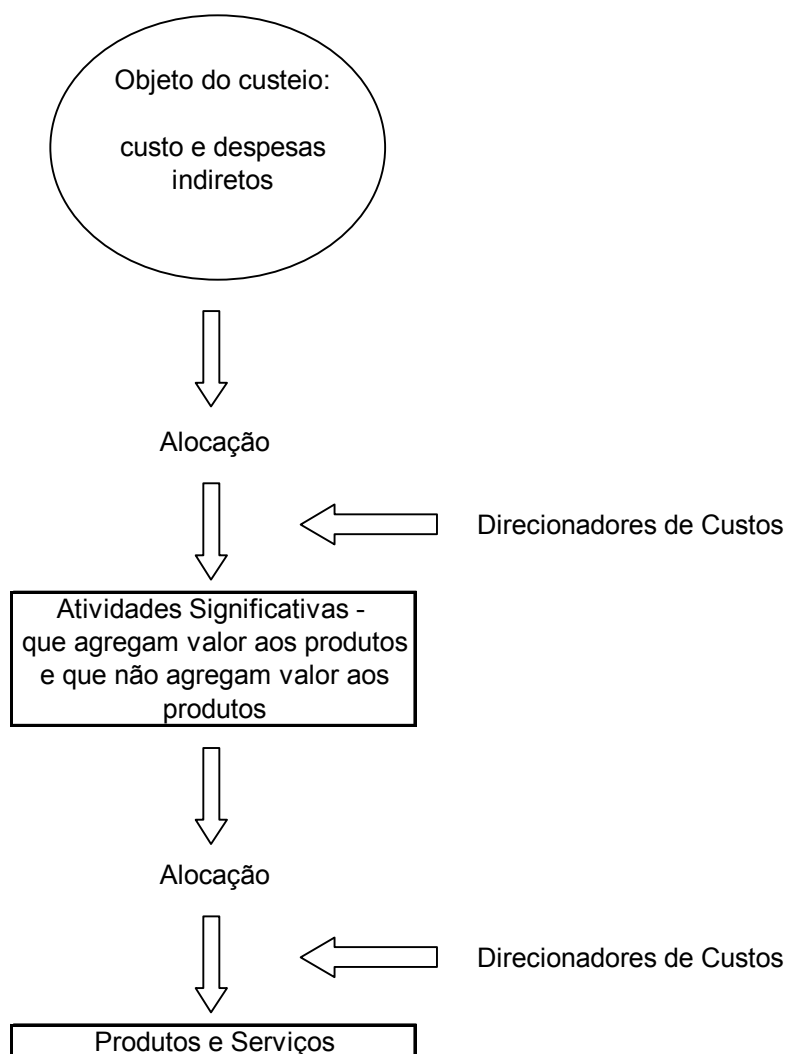 Objeto do custeio:
custo e despesas
indiretos
Alocação
Direcionadores de Custos
Atividades Significativas -
que agregam valor aos produtos
e que não agregam valor aos
produtos
Alocação
Direcionadores de Custos
Produtos e Serviços